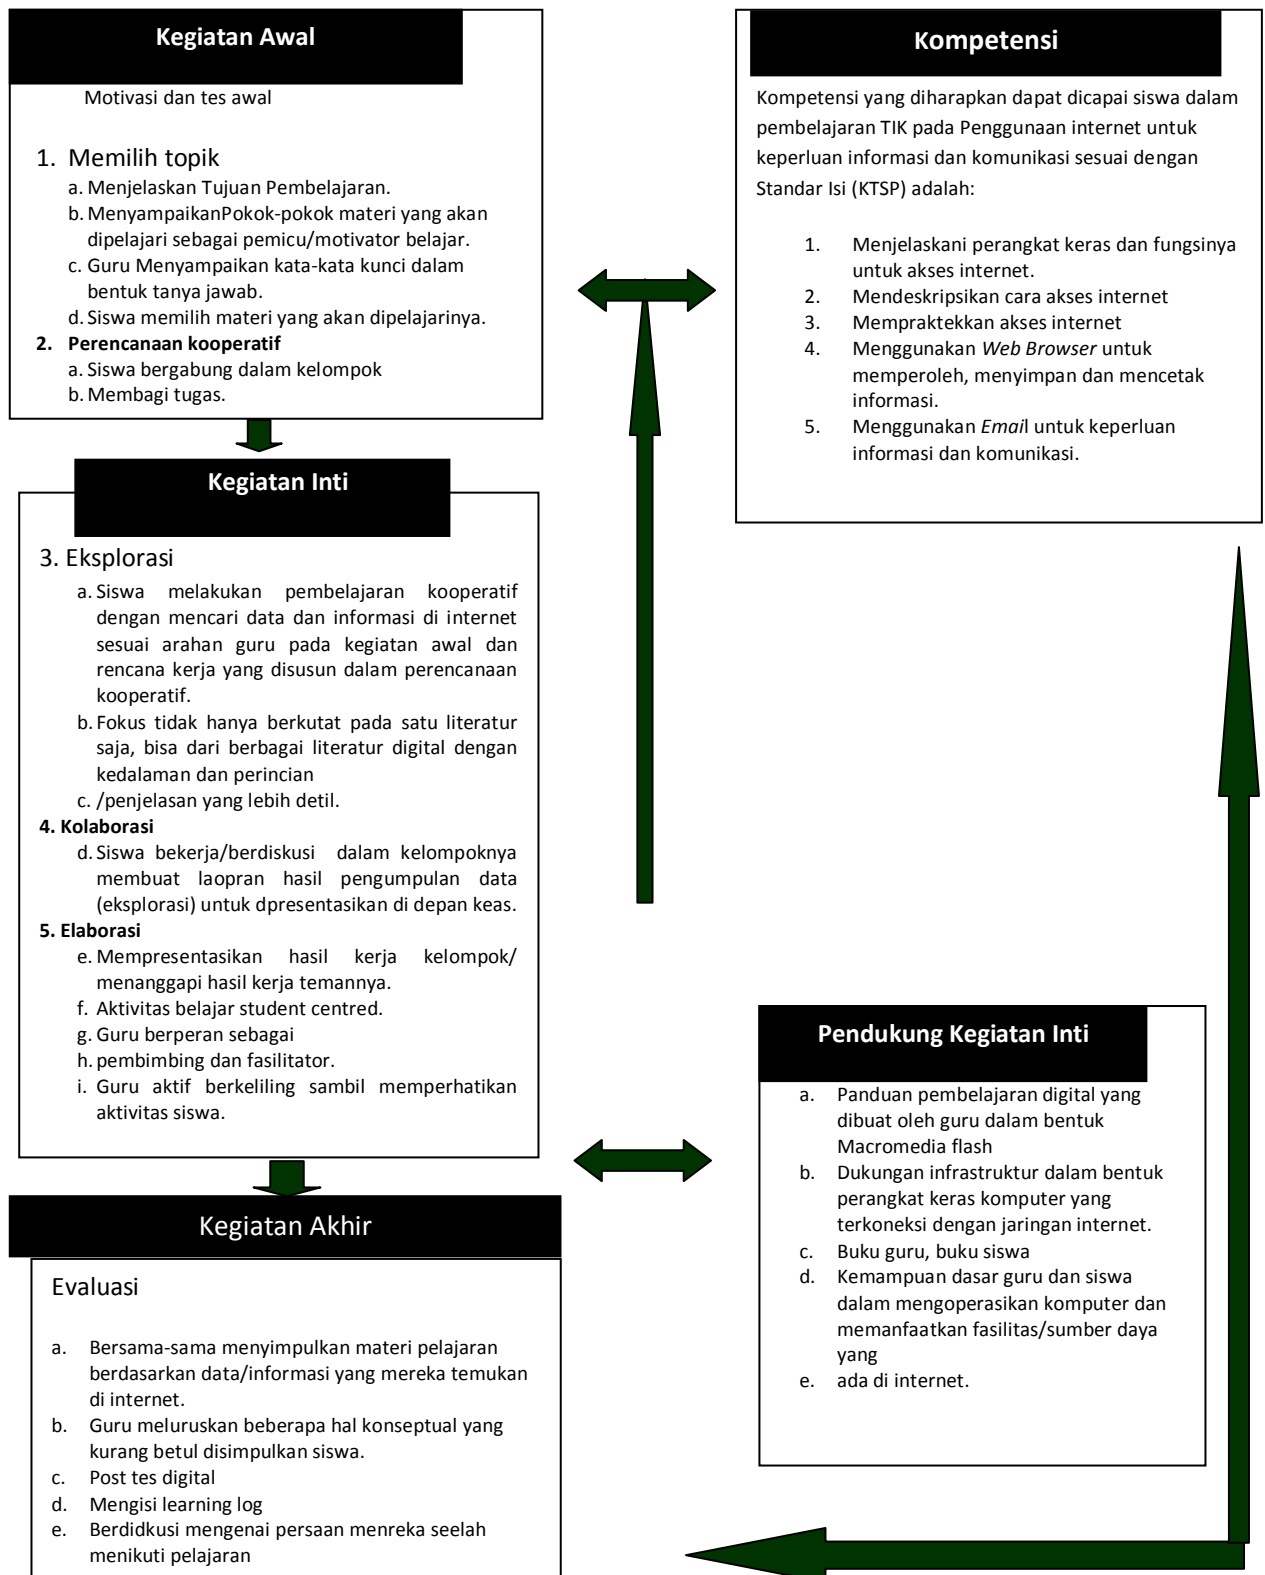 Kegiatan Awal
Motivasi dan tes awal
1. Memilih topik
a. Menjelaskan Tujuan Pembelajaran.
b. MenyampaikanPokok-pokok materi yang akan
dipelajari sebagai pemicu/motivator belajar.
c. Guru Menyampaikan kata-kata kunci dalam
bentuk tanya jawab.
d. Siswa memilih materi yang akan dipelajarinya.
2. Perencanaan kooperatif
a. Siswa bergabung dalam kelompok
b. Membagi tugas.
Kompetensi
Kompetensi yang diharapkan dapat dicapai siswa dalam
pembelajaran TIK pada Penggunaan internet untuk
keperluan informasi dan komunikasi sesuai dengan
Standar Isi (KTSP) adalah:
1. Menjelaskani perangkat keras dan fungsinya
untuk akses internet.
2. Mendeskripsikan cara akses internet
3. Mempraktekkan akses internet
4. Menggunakan Web Browser untuk
memperoleh, menyimpan dan mencetak
informasi.
5. Menggunakan Email untuk keperluan
informasi dan komunikasi.
Kegiatan Inti
3. Eksplorasi
a. Siswa melakukan pembelajaran kooperatif
dengan mencari data dan informasi di internet
sesuai arahan guru pada kegiatan awal dan
rencana kerja yang disusun dalam perencanaan
kooperatif.
b. Fokus tidak hanya berkutat pada satu literatur
saja, bisa dari berbagai literatur digital dengan
kedalaman dan perincian
c. /penjelasan yang lebih detil.
4. Kolaborasi
d. Siswa bekerja/berdiskusi dalam kelompoknya
membuat laopran hasil pengumpulan data
(eksplorasi) untuk dpresentasikan di depan keas.
5. Elaborasi
e. Mempresentasikan hasil kerja kelompok/
menanggapi hasil kerja temannya.
f. Aktivitas belajar student centred.
g. Guru berperan sebagai
h. pembimbing dan fasilitator.
i. Guru aktif berkeliling sambil memperhatikan
aktivitas siswa.
Pendukung Kegiatan Inti
a. Panduan pembelajaran digital yang
dibuat oleh guru dalam bentuk
Macromedia flash
b. Dukungan infrastruktur dalam bentuk
perangkat keras komputer yang
terkoneksi dengan jaringan internet.
c. Buku guru, buku siswa
d. Kemampuan dasar guru dan siswa
dalam mengoperasikan komputer dan
memanfaatkan fasilitas/sumber daya
yang
e. ada di internet.
Kegiatan Akhir
Evaluasi
a. Bersama-sama menyimpulkan materi pelajaran
berdasarkan data/informasi yang mereka temukan
di internet.
b. Guru meluruskan beberapa hal konseptual yang
kurang betul disimpulkan siswa.
c. Post tes digital
d. Mengisi learning log
e. Berdidkusi mengenai persaan menreka seelah
menikuti pelajaran